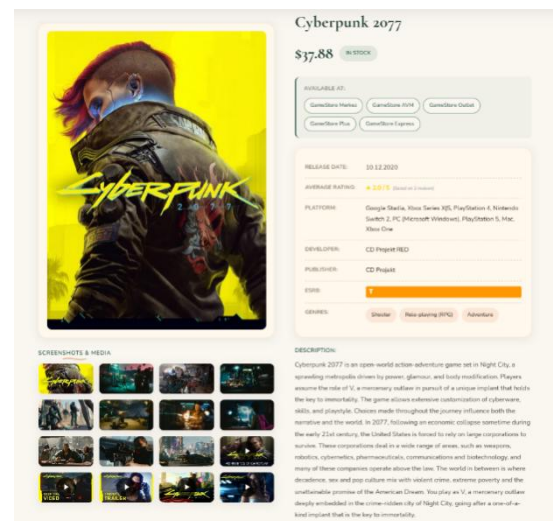 Cyberpunk 2077
$37.88 IN STOCK
AVAILABLE AT:
GameStore GameStore GameStore Outlet
GameStore Plus GameStore Express
RELEASE DATE: 10.12.2020
AVERAGE RATING:
PLATFORM: Google Stadia, Xbox Series X|S, PlayStation 4, Nintendo
Switch 2, PC (Microsoft Windows), PlayStation 5, Mac,
Xbox One
DEVELOPER: CD Projekt RED
PUBLISHER: CD Projekt
ESRB:
GENRES: Shooter Role-playing (RPG) Adventure
CYBERPUNK
2077
SCREENSHOTS & MEDIA
VIDEO
TRAILER
DESCRIPTION:
Cyberpunk 2077 is an open-world action-adventure game set in Night City, a
sprawling metropolis driven by power, glamour, and body modification. Players
assume the role of V, a mercenary outlaw in pursuit of a unique implant that holds
the key to immortality. The game allows extensive customization of cyberware,
skills, and playstyle. Choices made throughout the journey influence both the
narrative and the world. In 2077, following an economic collapse sometime during
the early 21st century, the United States is forced to rely on large corporations to
survive. These corporations deal in a wide range of areas, such as weapons,
robotics, cybernetics, pharmaceuticals, communications and biotechnology, and
many of these companies operate above the law. The world in between is where
decadence, sex and pop culture mix with violent crime, extreme poverty and the
unattainable promise of the American Dream. You play as V, a mercenary outlaw
deeply embedded in the crime-ridden city of Night City, going after a one-of-a-
kind implant that is the key to immortality.